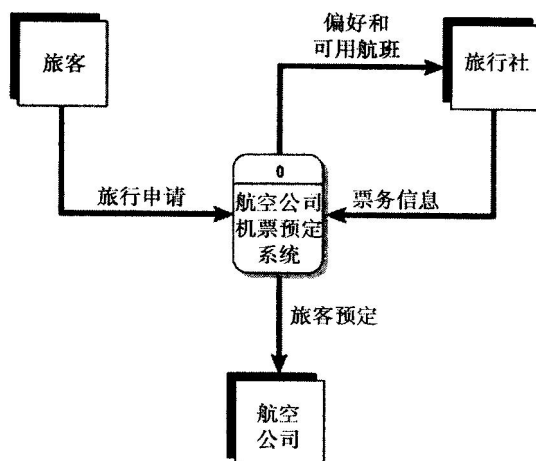 偏好和
可用航班
旅客
旅行社
0
旅行申请
航空公司
机票预定
系统
票务信息
旅客预定
航空
公司